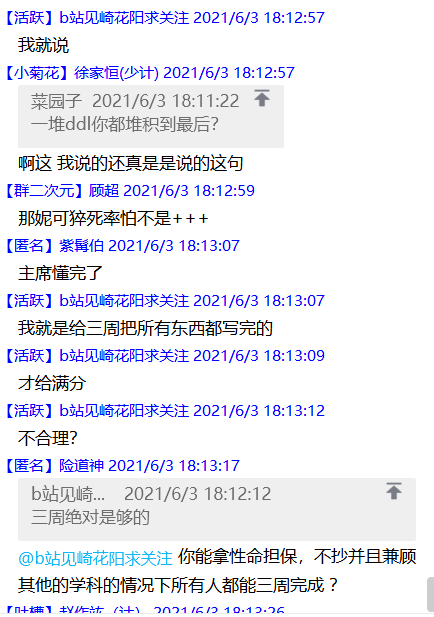 【活跃】b站见崎花阳求关注 2021/6/3 18:12:57
我就说
【小菊花】徐家恒(少计) 2021/6/3 18:12:57
菜园子 2021/6/3 18:11:22
一堆ddl你都堆积到最后?
啊这 我说的还真是是说的这句
【群二次元】顾超 2021/6/3 18:12:59
那妮可猝死率怕不是+++
【匿名】紫髯伯 2021/6/3 18:13:07
主席懂完了
【活跃】b站见崎花阳求关注 2021/6/3 18:13:07
我就是给三周把所有东西都写完的
【活跃】b站见崎花阳求关注 2021/6/3 18:13:09
才给满分
【活跃】b站见崎花阳求关注 2021/6/3 18:13:12
不合理?
【匿名】险道神 2021/6/3 18:13:17
b站见崎... 2021/6/3 18:12:12
三周绝对是够的
@b站见崎花阳求关注 你能拿性命担保，不抄并且兼顾
其他的学科的情况下所有人都能三周完成？
【吐槽】赵作竑（计） 2021/6/3 18:13:26